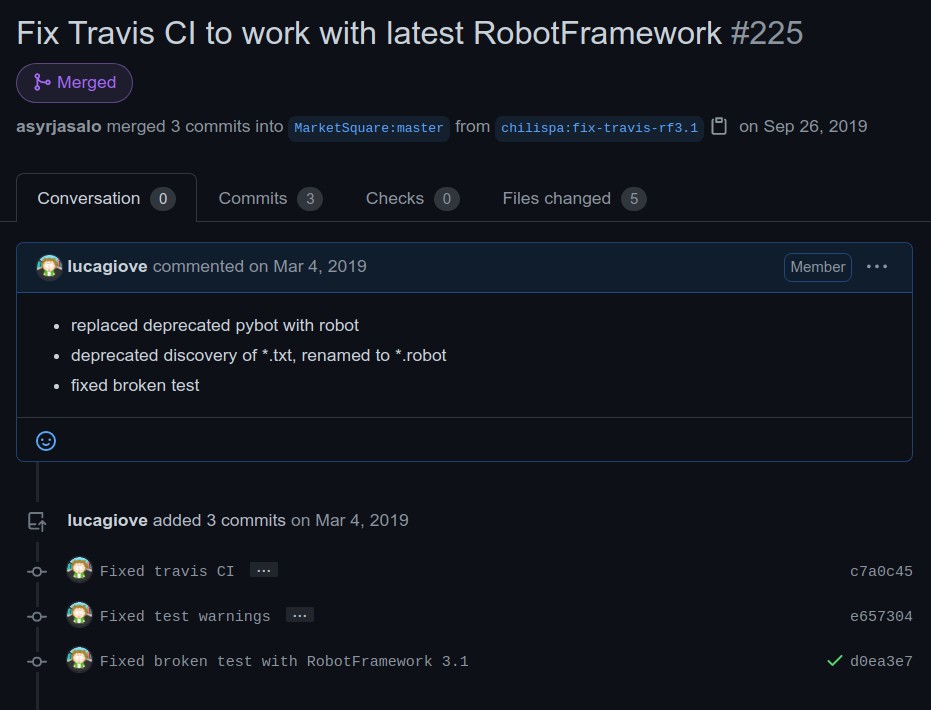 Fix Travis CI to work with latest RobotFramework #225
Merged
asyrjasalo merged 3 commits into MarketSquare:master from chilispa:fix-travis-rf3.1 on Sep 26, 2019
Conversation 0 Commits 3 Checks 0 Files changed 5
lucagiove commented on Mar 4, 2019 Member ...
• replaced deprecated pybot with robot
• deprecated discovery of *.txt, renamed to *.robot
• fixed broken test
lucagiove added 3 commits on Mar 4, 2019
Fixed travis CI ... c7a0c45
Fixed test warnings ... e657304
Fixed broken test with RobotFramework 3.1 d0ea3e7